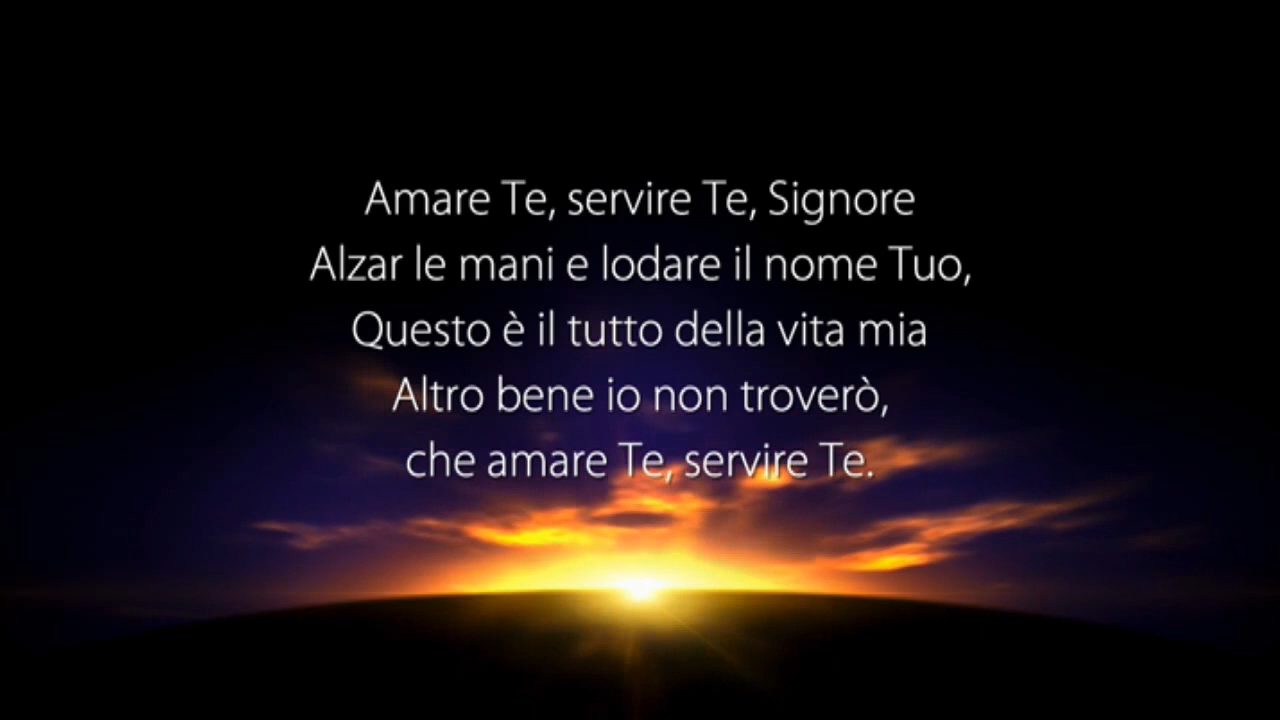 Amare Te, servire Te, Signore
Alzar le mani e lodare il nome Tuo,
Questo è il tutto della vita mia
Altro bene io non troverò,
che amare Te, servire Te.